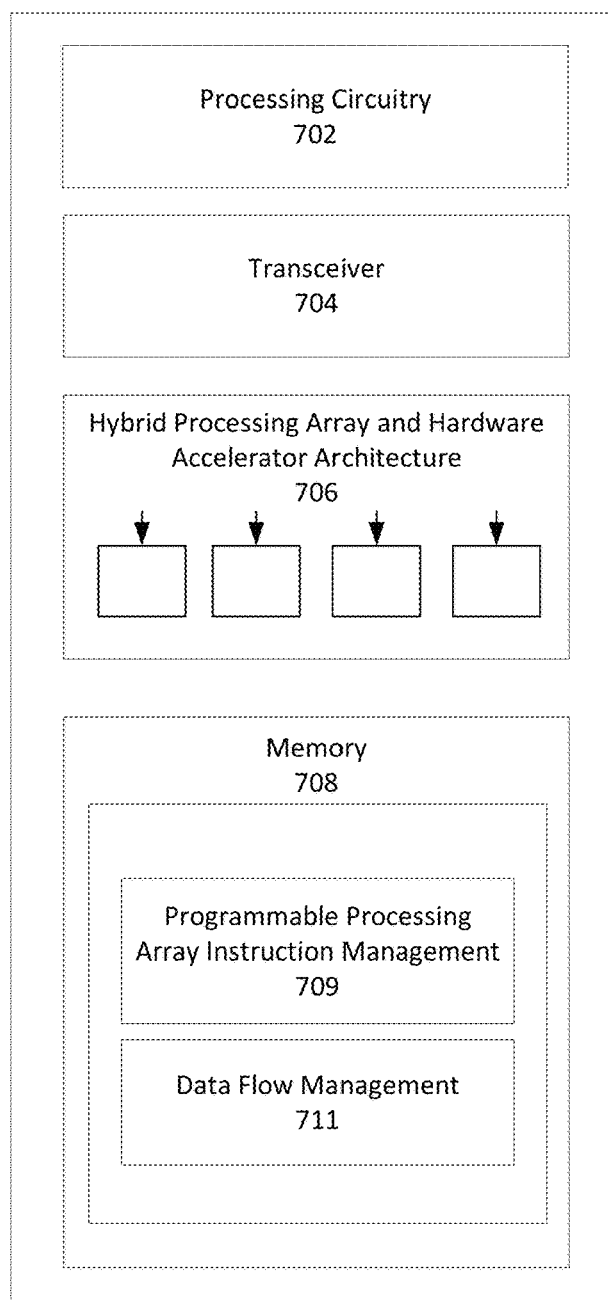 Processing Circuitry
702
Transceiver
704
Hybrid Processing Array and Hardware
Accelerator Architecture
706
Memory
708
Programmable Processing
Array Instruction Management
709
Data Flow Management
711